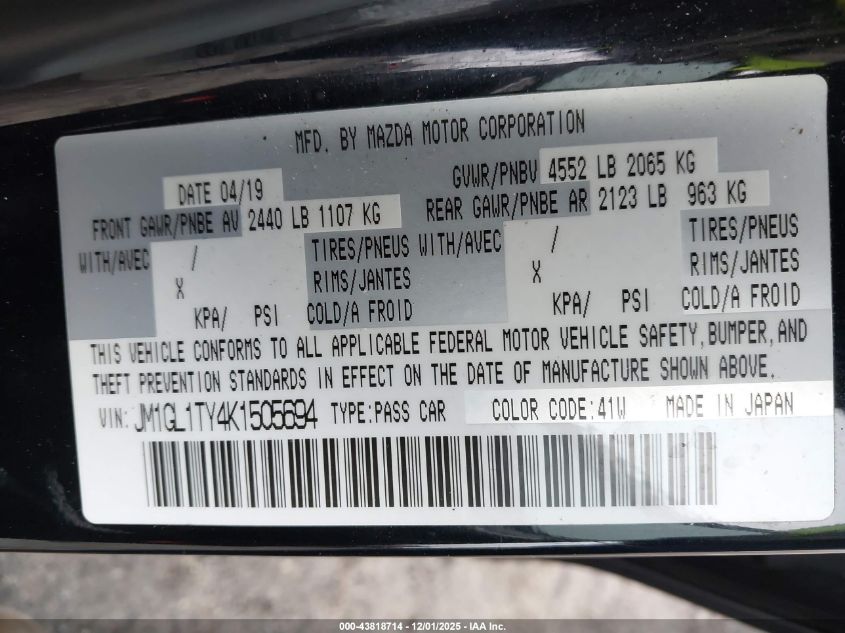 MFD. BY MAZDA MOTOR CORPORATION
DATE 04/19 GVWR/PNBV 4552 LB 2065 KG
FRONT GAWR/PNBE AV 2440 LB 1107 KG REAR GAWR/PNBE AR 2123 LB 963 KG
WITH/AVEC / TIRES/PNEUS WITH/AVEC / TIRES/PNEUS
X RIMS/JANTES X RIMS/JANTES
KPA/ PSI COLD/A FROID KPA/ PSI COLD/A FROID
THIS VEHICLE CONFORMS TO ALL APPLICABLE FEDERAL MOTOR VEHICLE SAFETY,BUMPER,AND
THEFT PREVENTION STANDARDS IN EFFECT ON THE DATE OF MANUFACTURE SHOWN ABOVE.
VIN: JM1GL1TY4K1505694 TYPE:PASS CAR COLOR CODE:41W MADE IN JAPAN
000-43818714 - 12/01/2025 - IAA Inc.